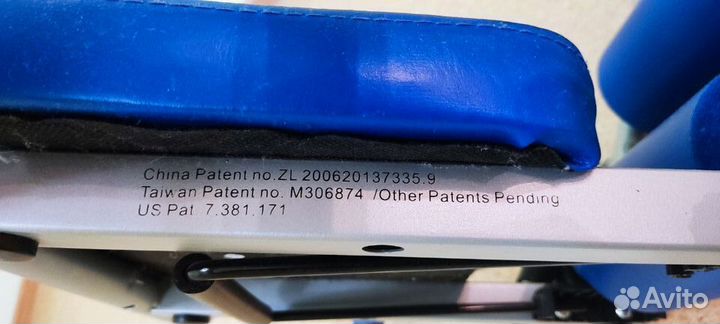 China Patent no.ZL 200620137335.9
Taiwan Patent no. M306874 /Other Patents Pending
US Pat 7.381.171
Avito